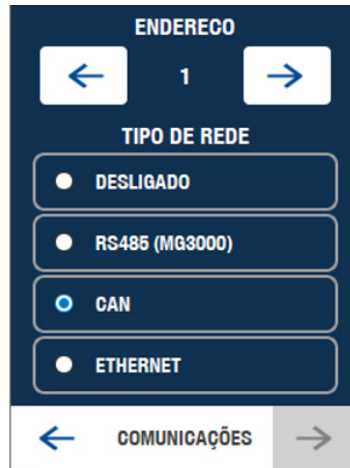 ENDERECO
1
TIPO DE REDE
DESLIGADO
RS485 (MG3000)
CAN
ETHERNET
COMUNICAÇÕES